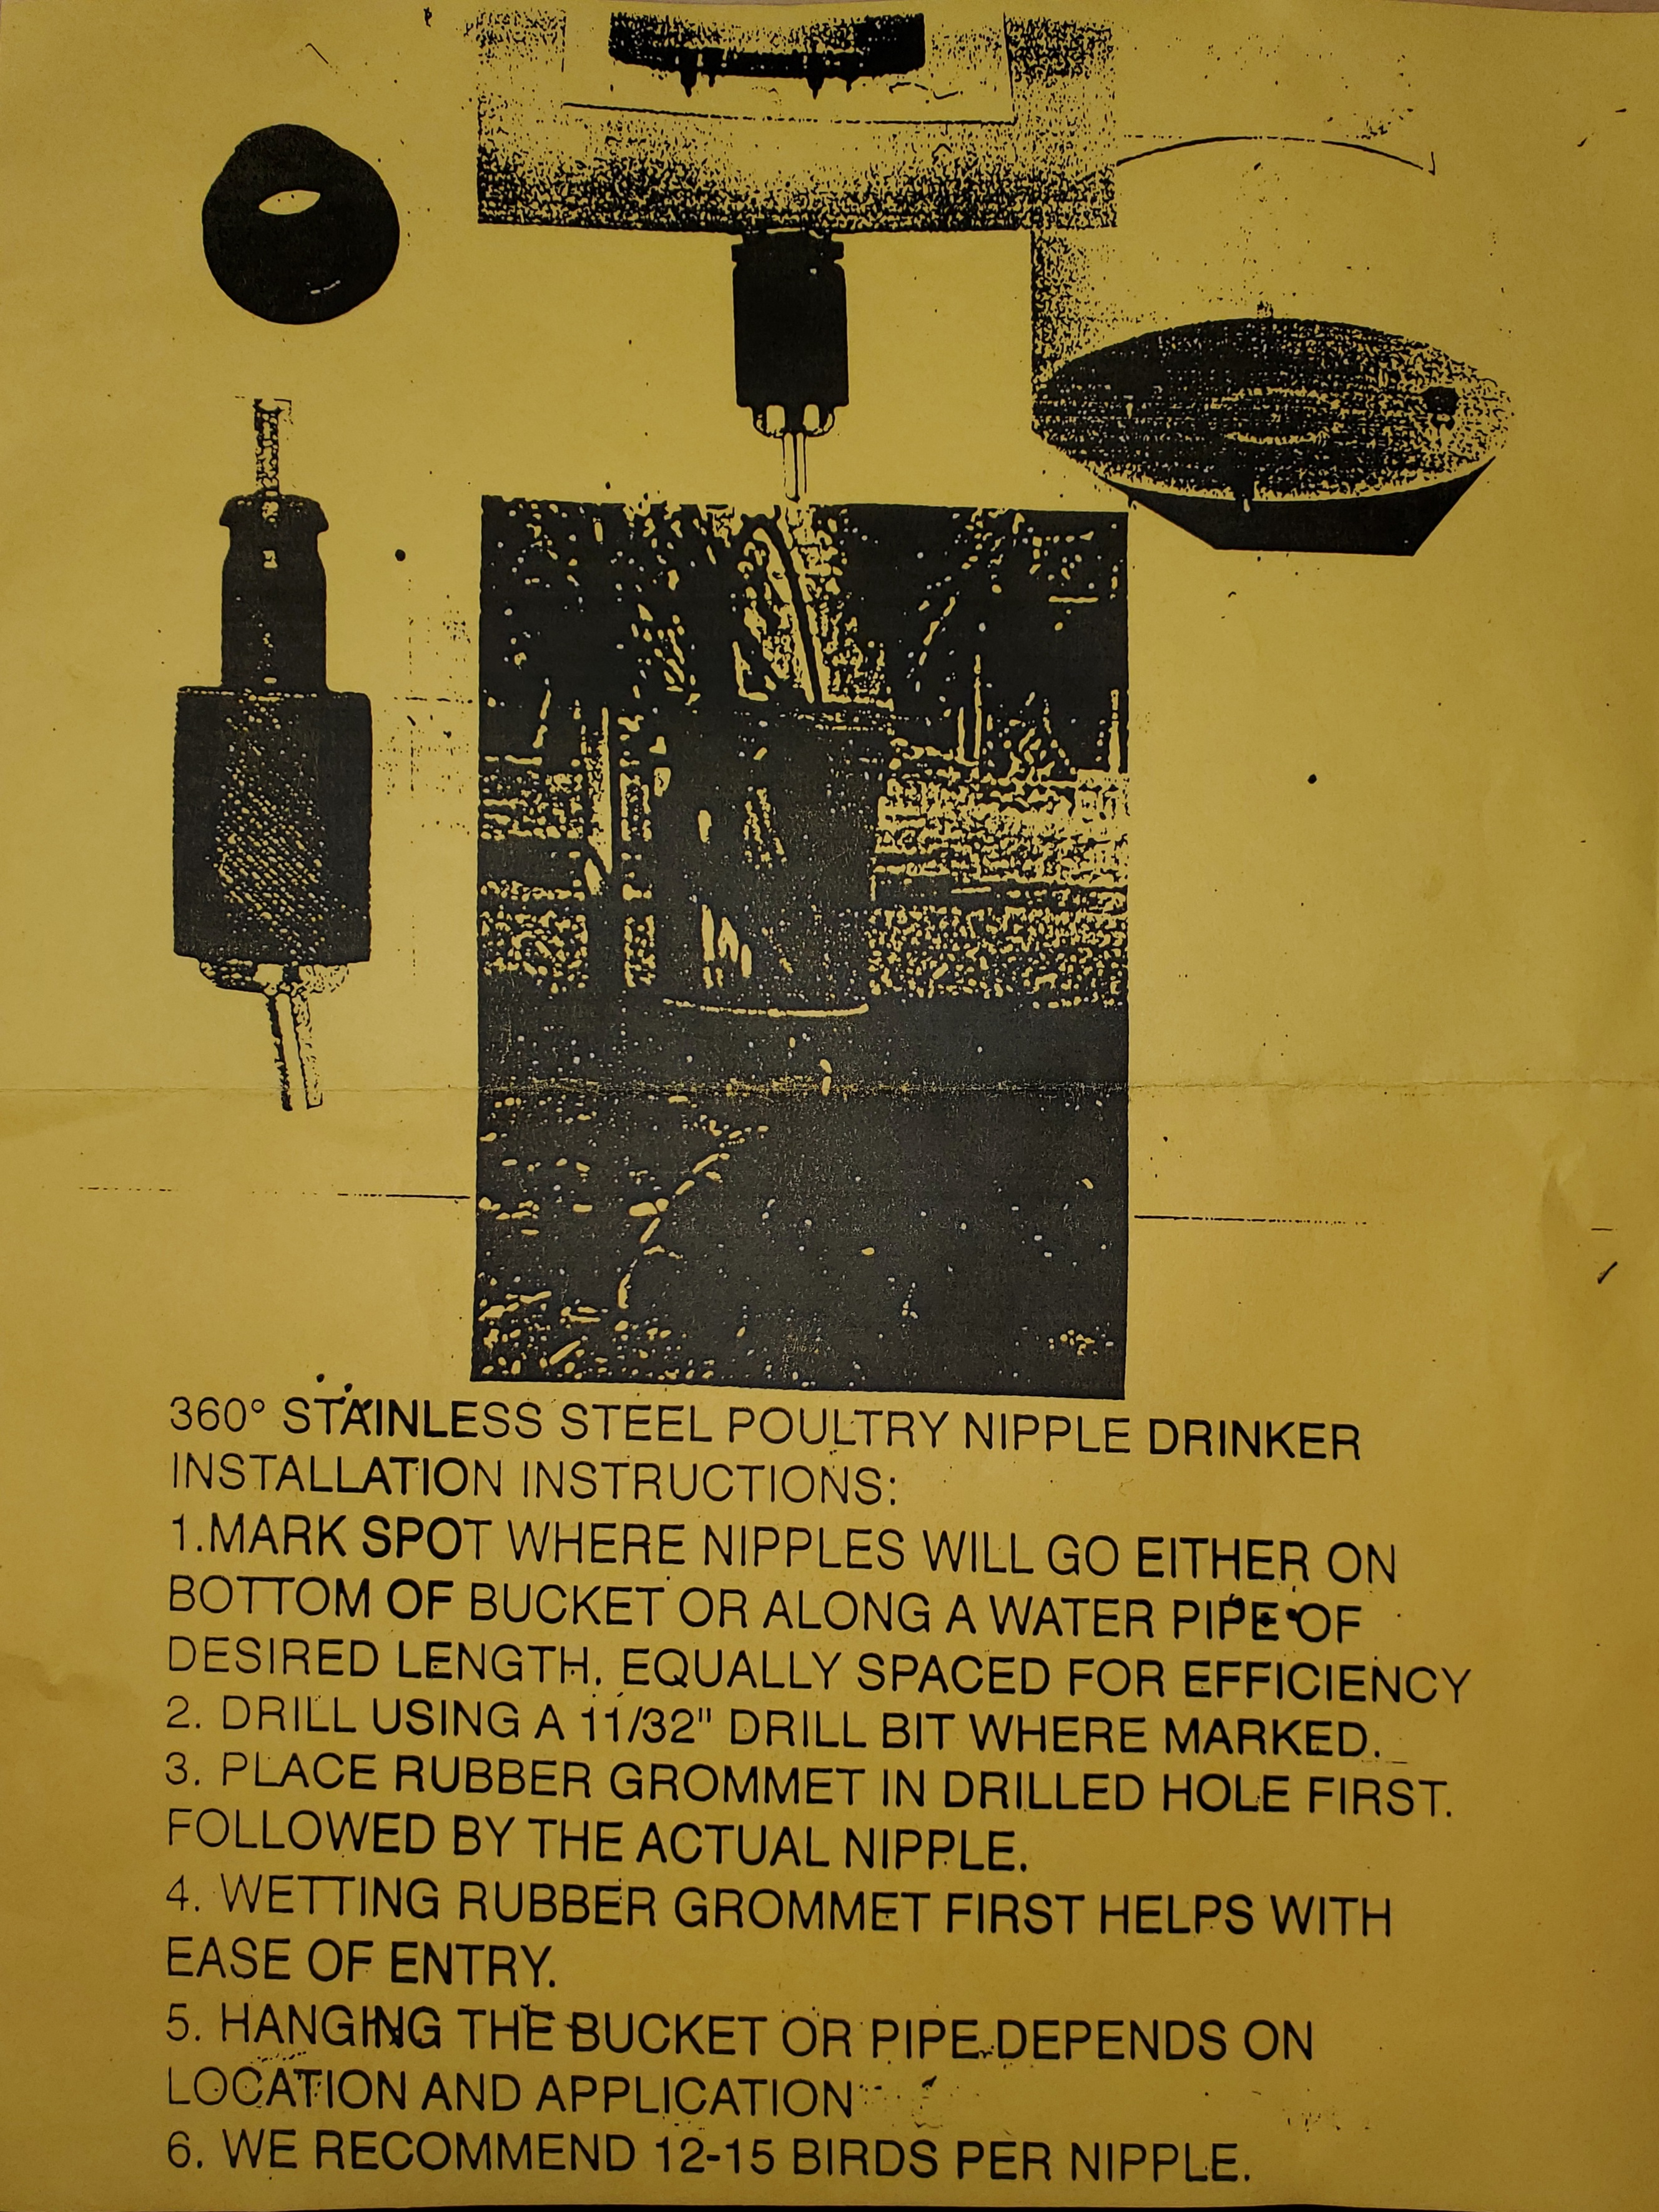 360° STAINLESS STEEL POULTRY NIPPLE DRINKER
INSTALLATION INSTRUCTIONS:
1.MARK SPOT WHERE NIPPLES WILL GO EITHER ON
BOTTOM OF BUCKET OR ALONG A WATER PIPE OF
DESIRED LENGTH. EQUALLY SPACED FOR EFFICIENCY
2. DRILL USING A 11/32" DRILL BIT WHERE MARKED.
3. PLACE RUBBER GROMMET IN DRILLED HOLE FIRST.
FOLLOWED BY THE ACTUAL NIPPLE.
4. WETTING RUBBER GROMMET FIRST HELPS WITH
EASE OF ENTRY.
5. HANGING THE BUCKET OR PIPE DEPENDS ON
LOCATION AND APPLICATION
6. WE RECOMMEND 12-15 BIRDS PER NIPPLE.